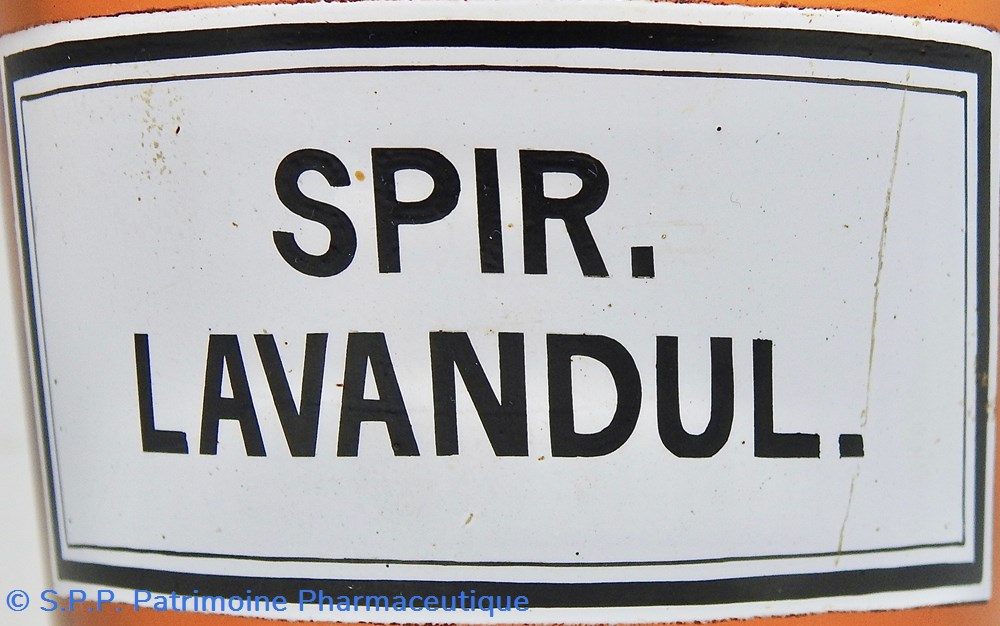 SPIR.
LAVANDUL.
© S.P.P. Patrimoine Pharmaceutique